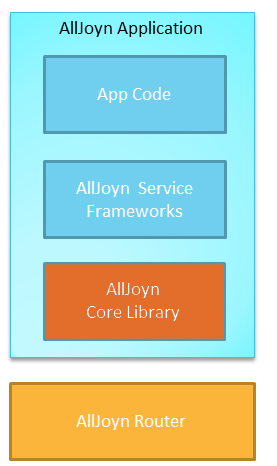 AllJoyn Application
App Code
AllJoyn Service
Frameworks
AllJoyn
Core Library
AllJoyn Router